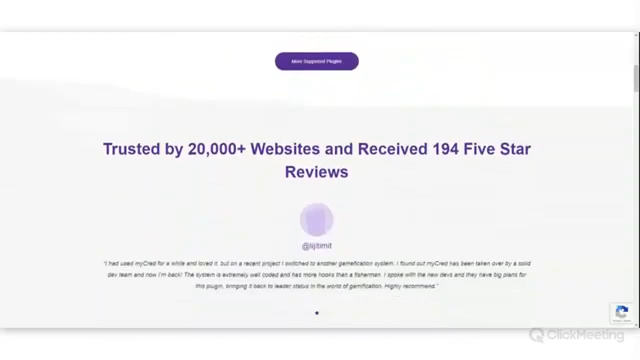 More Supported Plugins
Trusted by 20,000+ Websites and Received 194 Five Star
Reviews
@lijitimit
"I had used myCred for a while and loved it, but on a recent project I switched to another gamefication system. I found out myCred has been taken over by a solid
dev team and now I'm back! The system is extremely well coded and has more hooks than a fisherman. I spoke with the new devs and they have big plans for
this plugin, bringing it back to leader status in the world of gamification. Highly recommend."
ClickMeeting